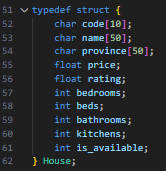 51 typedef struct {
52 char code[10];
53 char name[50];
54 char province[50];
55 float price;
56 float rating;
57 int bedrooms;
58 int beds;
59 int bathrooms;
60 int kitchens;
61 int is_available;
62 } House;